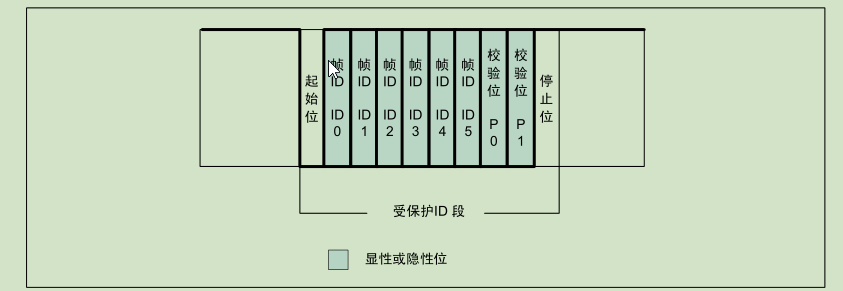 起始位
帧ID ID0
帧ID ID1
帧ID ID2
帧ID ID3
帧ID ID4
帧ID ID5
校验位 P0
校验位 P1
停止位
受保护ID 段
显性或隐性位